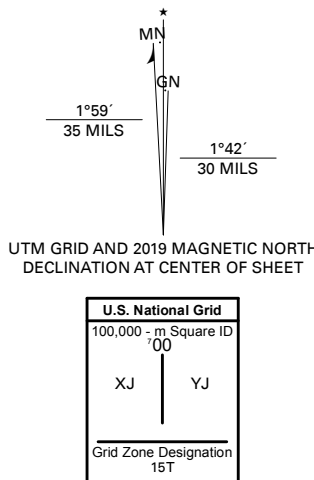 ★
MN
GN
1°59´
35 MILS
1°42´
30 MILS
UTM GRID AND 2019 MAGNETIC NORTH
DECLINATION AT CENTER OF SHEET
U.S. National Grid
100,000 - m Square ID
⁷00
XJ YJ
Grid Zone Designation
15T